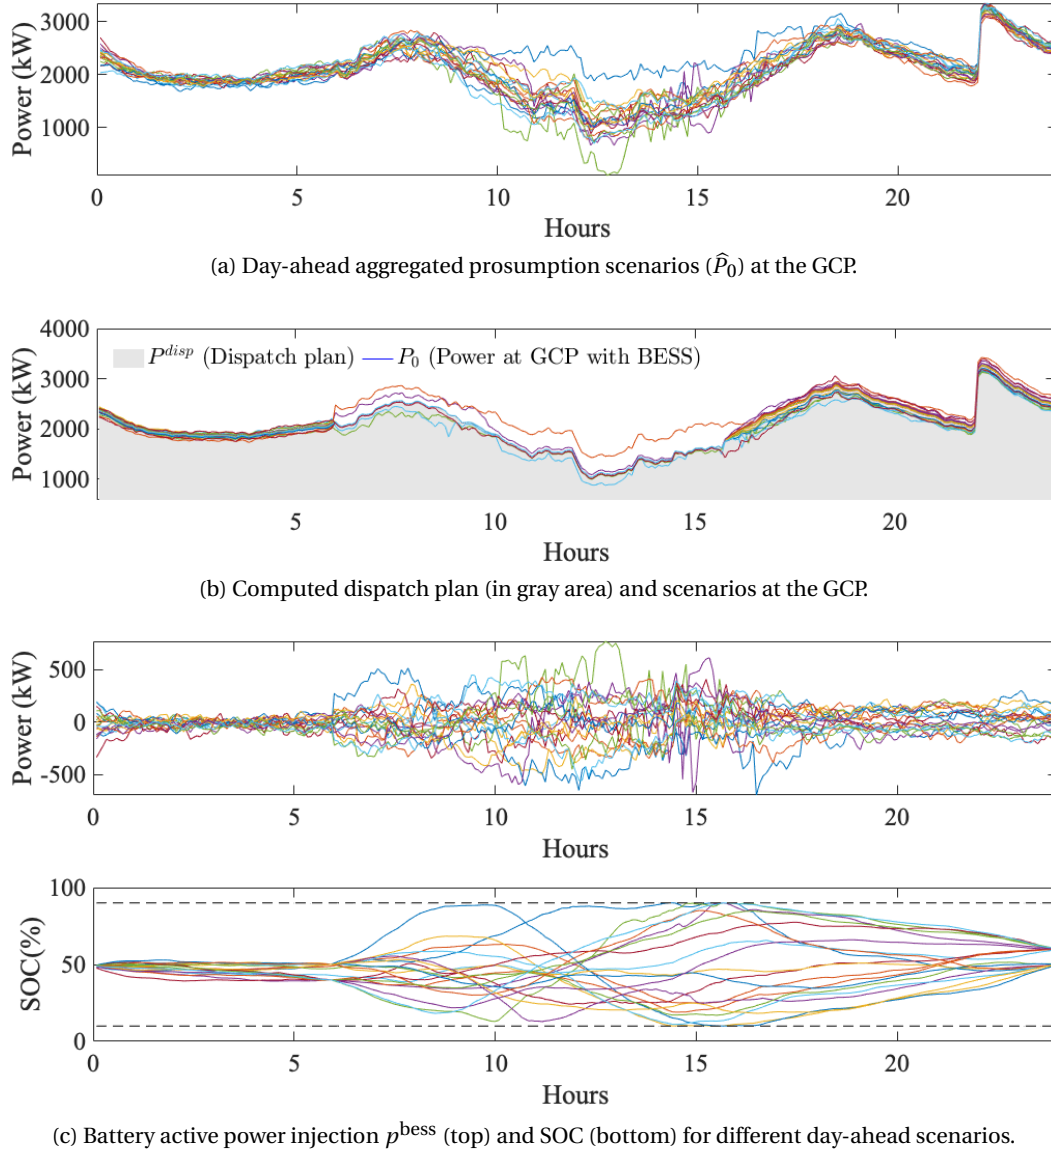 3000
2000
1000
Power (kW)
0 5 10 15 20
Hours
(a) Day-ahead aggregated prosumption scenarios (P̂₀) at the GCP.
4000
3000
2000
1000
Power (kW)
P^disp (Dispatch plan) P₀ (Power at GCP with BESS)
5 10 15 20
Hours
(b) Computed dispatch plan (in gray area) and scenarios at the GCP.
500
0
-500
Power (kW)
0 5 10 15 20
Hours
100
50
0
SOC(%)
0 5 10 15 20
Hours
(c) Battery active power injection p^bess (top) and SOC (bottom) for different day-ahead scenarios.